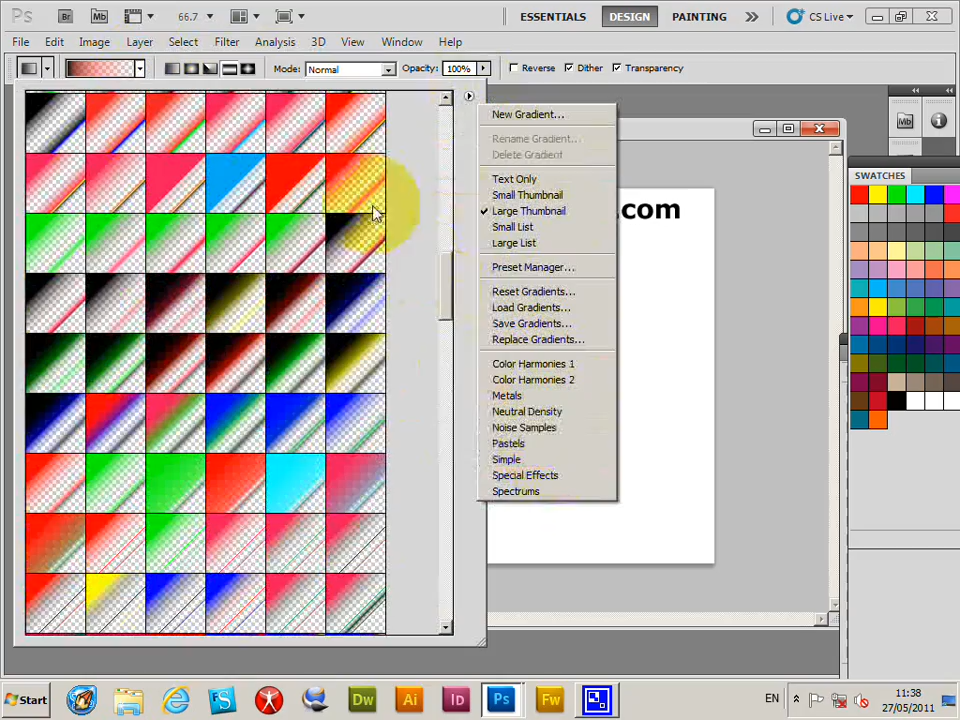 Ps Br Mb 66.7 ESSENTIALS DESIGN PAINTING CS Live
File Edit Image Layer Select Filter Analysis 3D View Window Help
Mode: Normal Opacity: 100% Reverse Dither Transparency
Mb
New Gradient...
Rename Gradient...
Delete Gradient
Text Only
Small Thumbnail
Large Thumbnail
Small List
Large List
Preset Manager...
Reset Gradients...
Load Gradients...
Save Gradients...
Replace Gradients...
Color Harmonies 1
Color Harmonies 2
Metals
Neutral Density
Noise Samples
Pastels
Simple
Special Effects
Spectrums
.com
SWATCHES
Start Dw Ai Id Ps Fw EN 11:38
27/05/2011